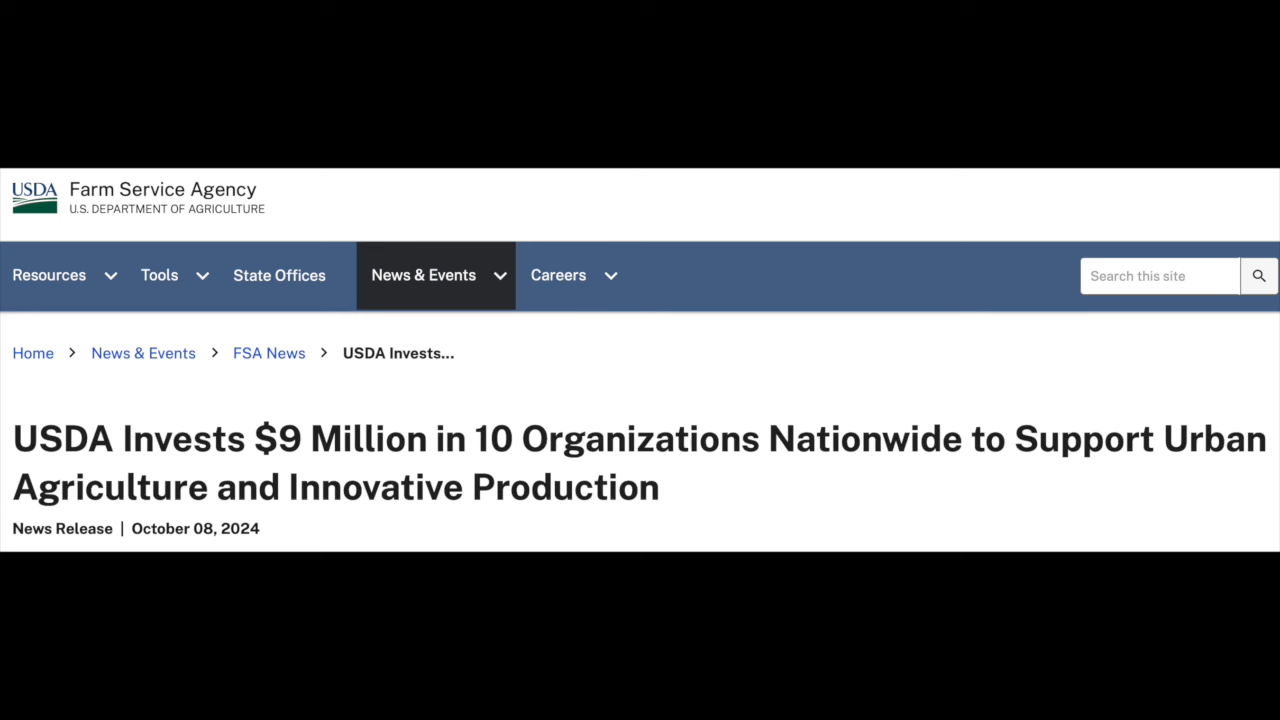 USDA Farm Service Agency
U.S. DEPARTMENT OF AGRICULTURE
Resources Tools State Offices News & Events Careers Search this site
Home > News & Events > FSA News > USDA Invests...
USDA Invests $9 Million in 10 Organizations Nationwide to Support Urban
Agriculture and Innovative Production
News Release | October 08, 2024